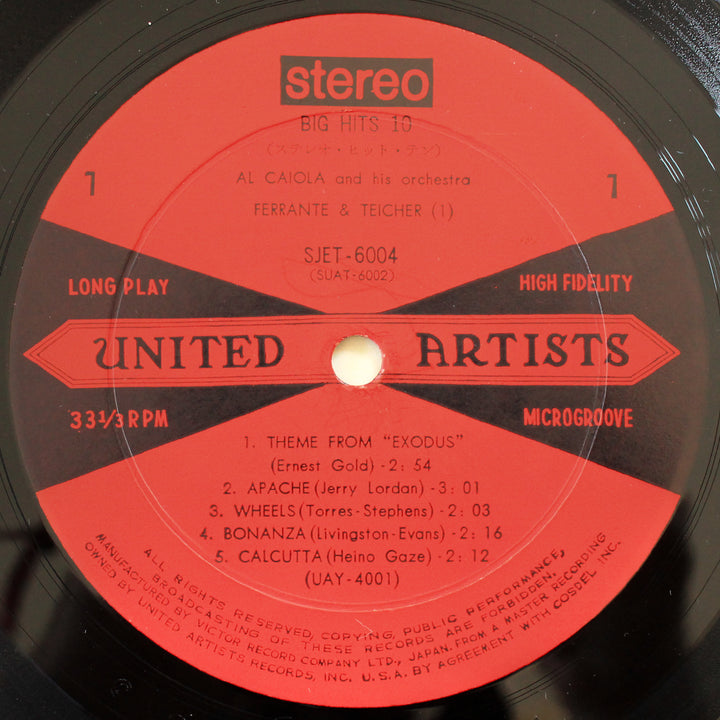 stereo
BIG HITS 10
(ステレオ・ヒット・テン)
1
1
AL CAIOLA and his orchestra
FERRANTE & TEICHER (1)
SJET-6004
(SUAT-6002)
LONG PLAY
HIGH FIDELITY
UNITED ARTISTS
33 1/3 RPM
MICROGROOVE
1. THEME FROM "EXODUS"
(Ernest Gold) - 2: 54
2. APACHE (Jerry Lordan) - 3: 01
3. WHEELS (Torres-Stephens) - 2: 03
4. BONANZA (Livingston-Evans) - 2: 16
5. CALCUTTA (Heino Gaze) - 2: 12
(UAY-4001)
ALL RIGHTS RESERVED, COPYING, PUBLIC PERFORMANCE,
BROADCASTING OF THESE RECORDS ARE FORBIDDEN.
MANUFACTURED BY VICTOR RECORD COMPANY LTD., JAPAN. FROM A MASTER RECORDING
OWNED BY UNITED ARTISTS RECORDS, INC. U.S.A. BY AGREEMENT WITH COSDEL INC.